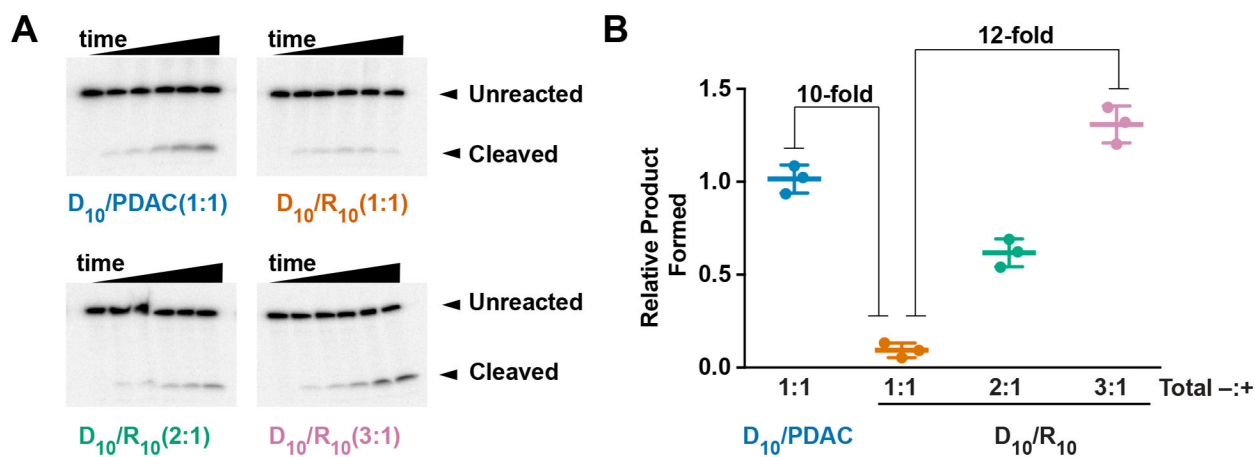 A
time
time
◄ Unreacted
◄ Cleaved
D10/PDAC(1:1)
D10/R10(1:1)
time
time
◄ Unreacted
◄ Cleaved
D10/R10(2:1)
D10/R10(3:1)
B
12-fold
10-fold
Relative Product
Formed
1.5
1.0
0.5
0.0
1:1 1:1 2:1 3:1 Total –:+
D10/PDAC D10/R10